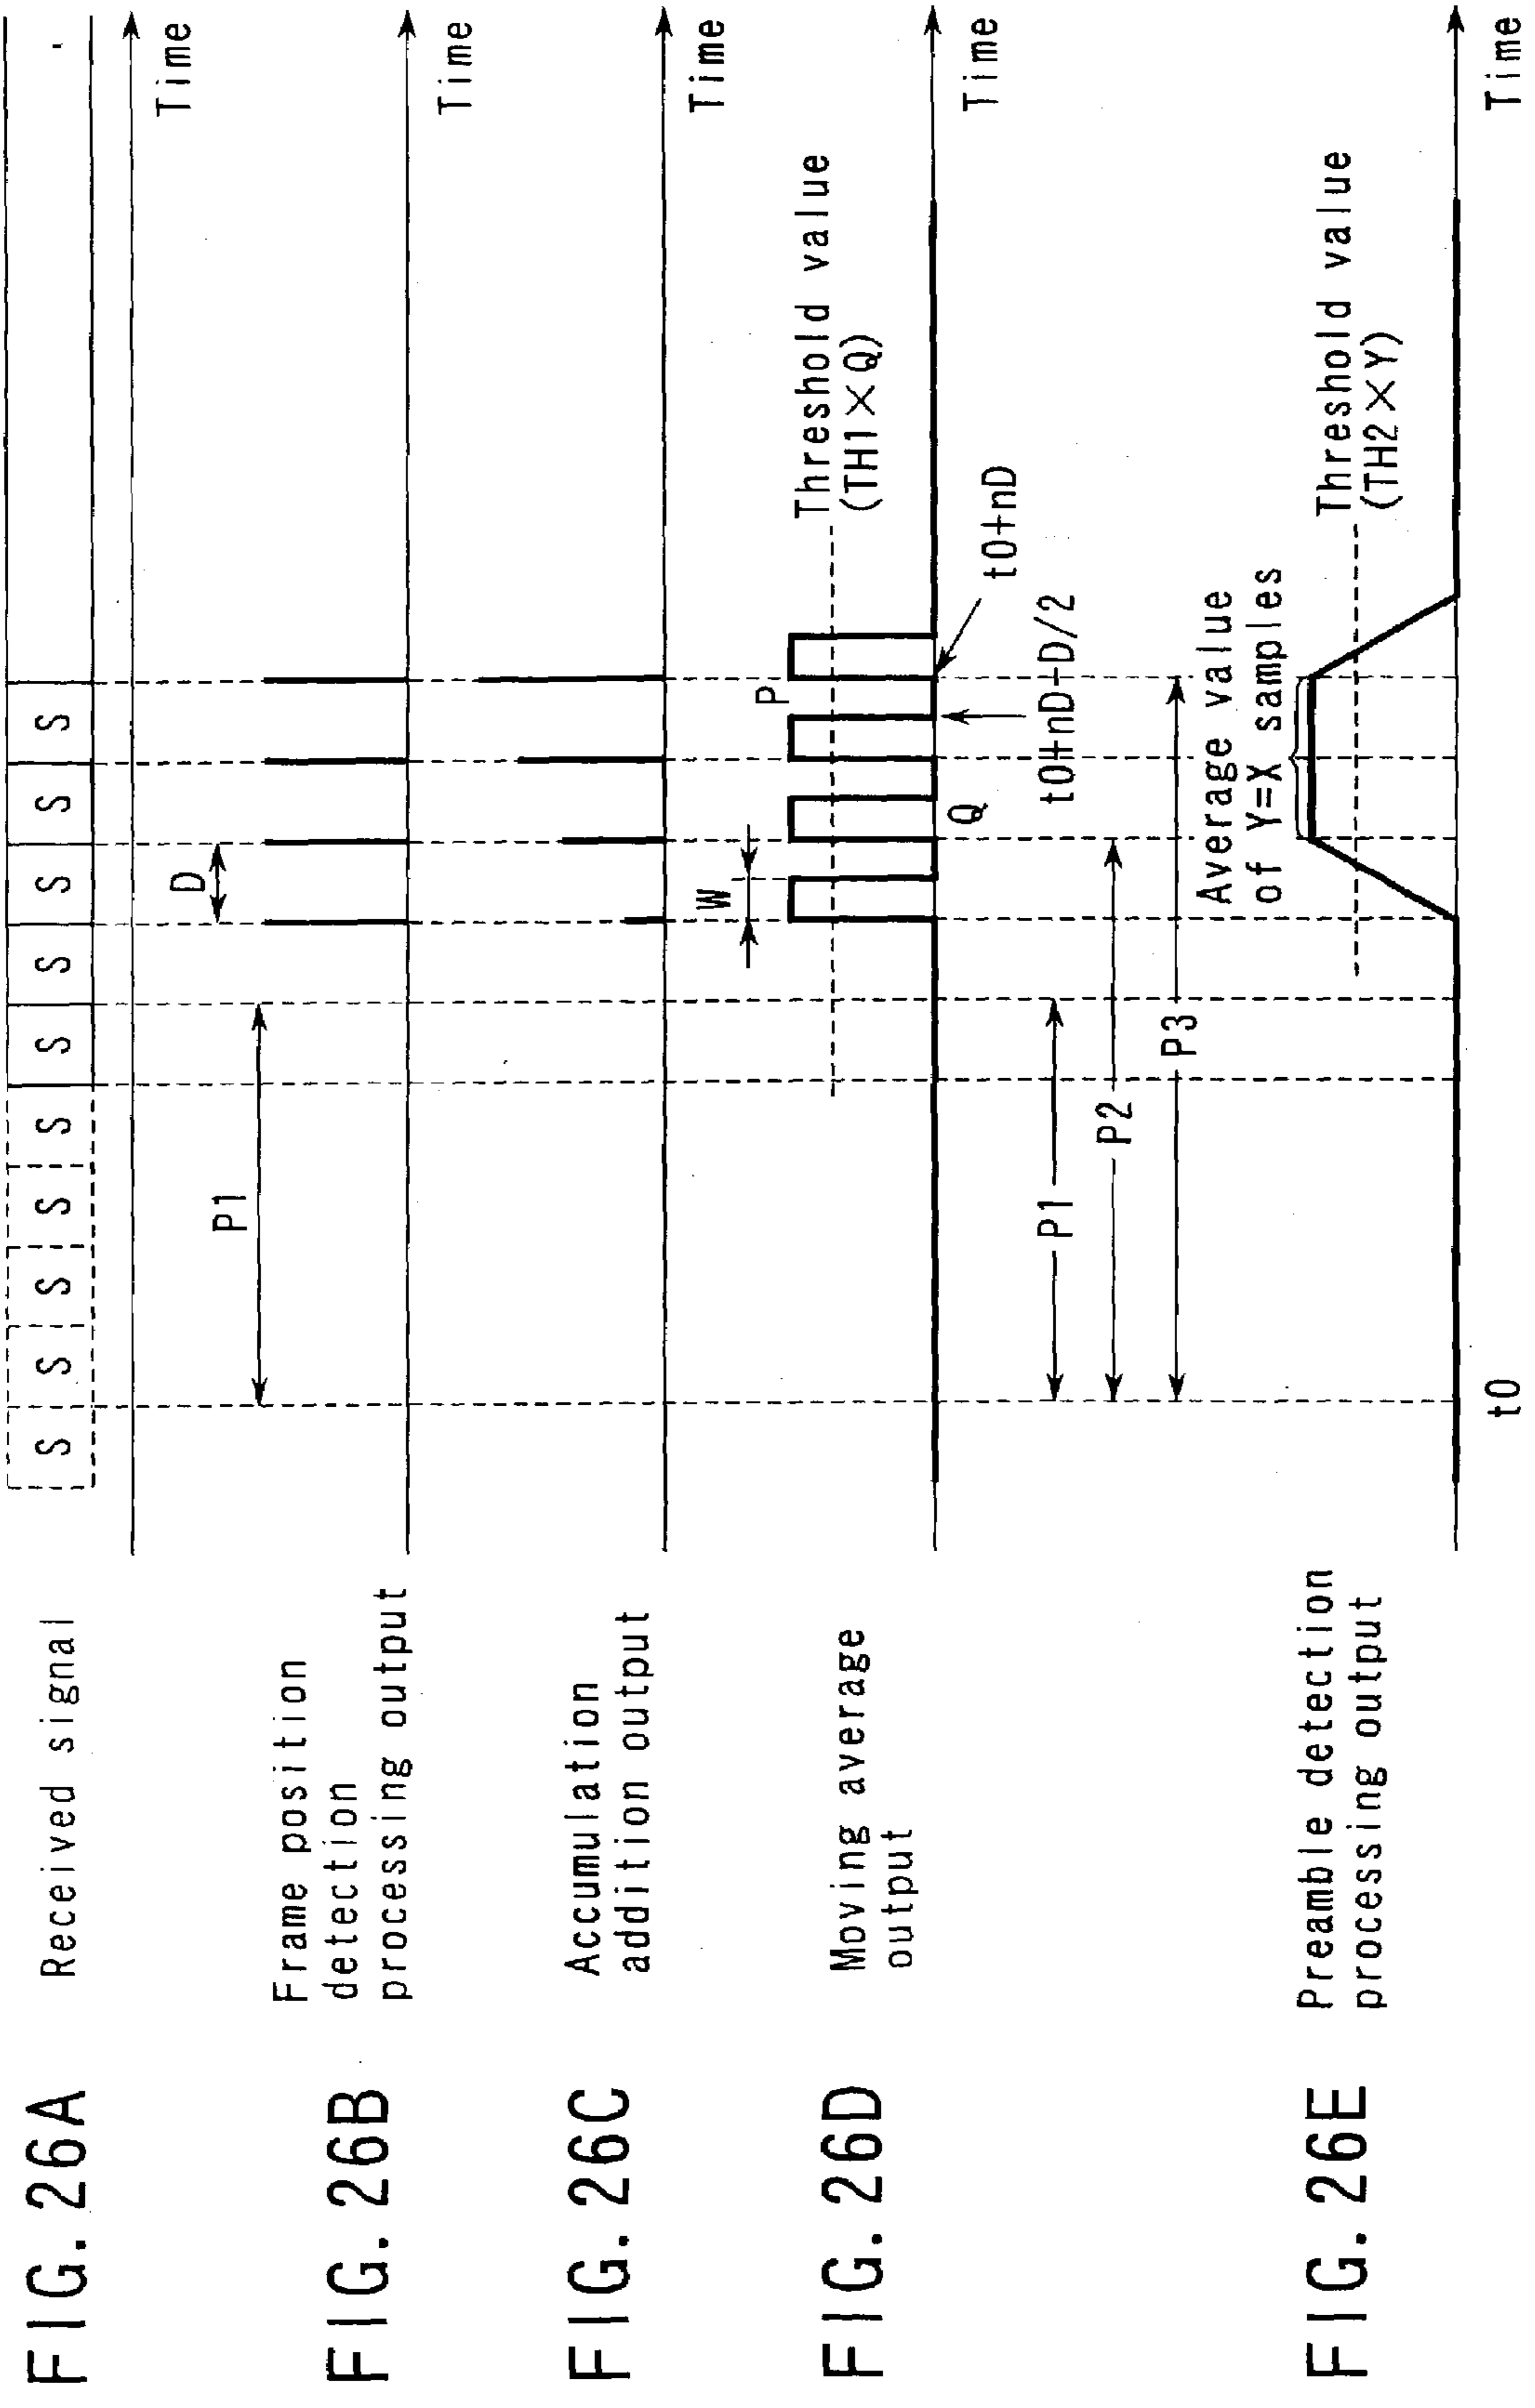 FIG. 26A
Received signal
S S S S S S S S S S
Time
FIG. 26B
Frame position
detection
processing output
P1
D
Time
FIG. 26C
Accumulation
addition output
Time
FIG. 26D
Moving average
output
W
P
Q
Threshold value
(TH1×Q)
t0+nD
t0+nD-D/2
Time
P1
P2
P3
FIG. 26E
Preamble detection
processing output
Average value
of Y=X samples
Threshold value
(TH2×Y)
t0
Time